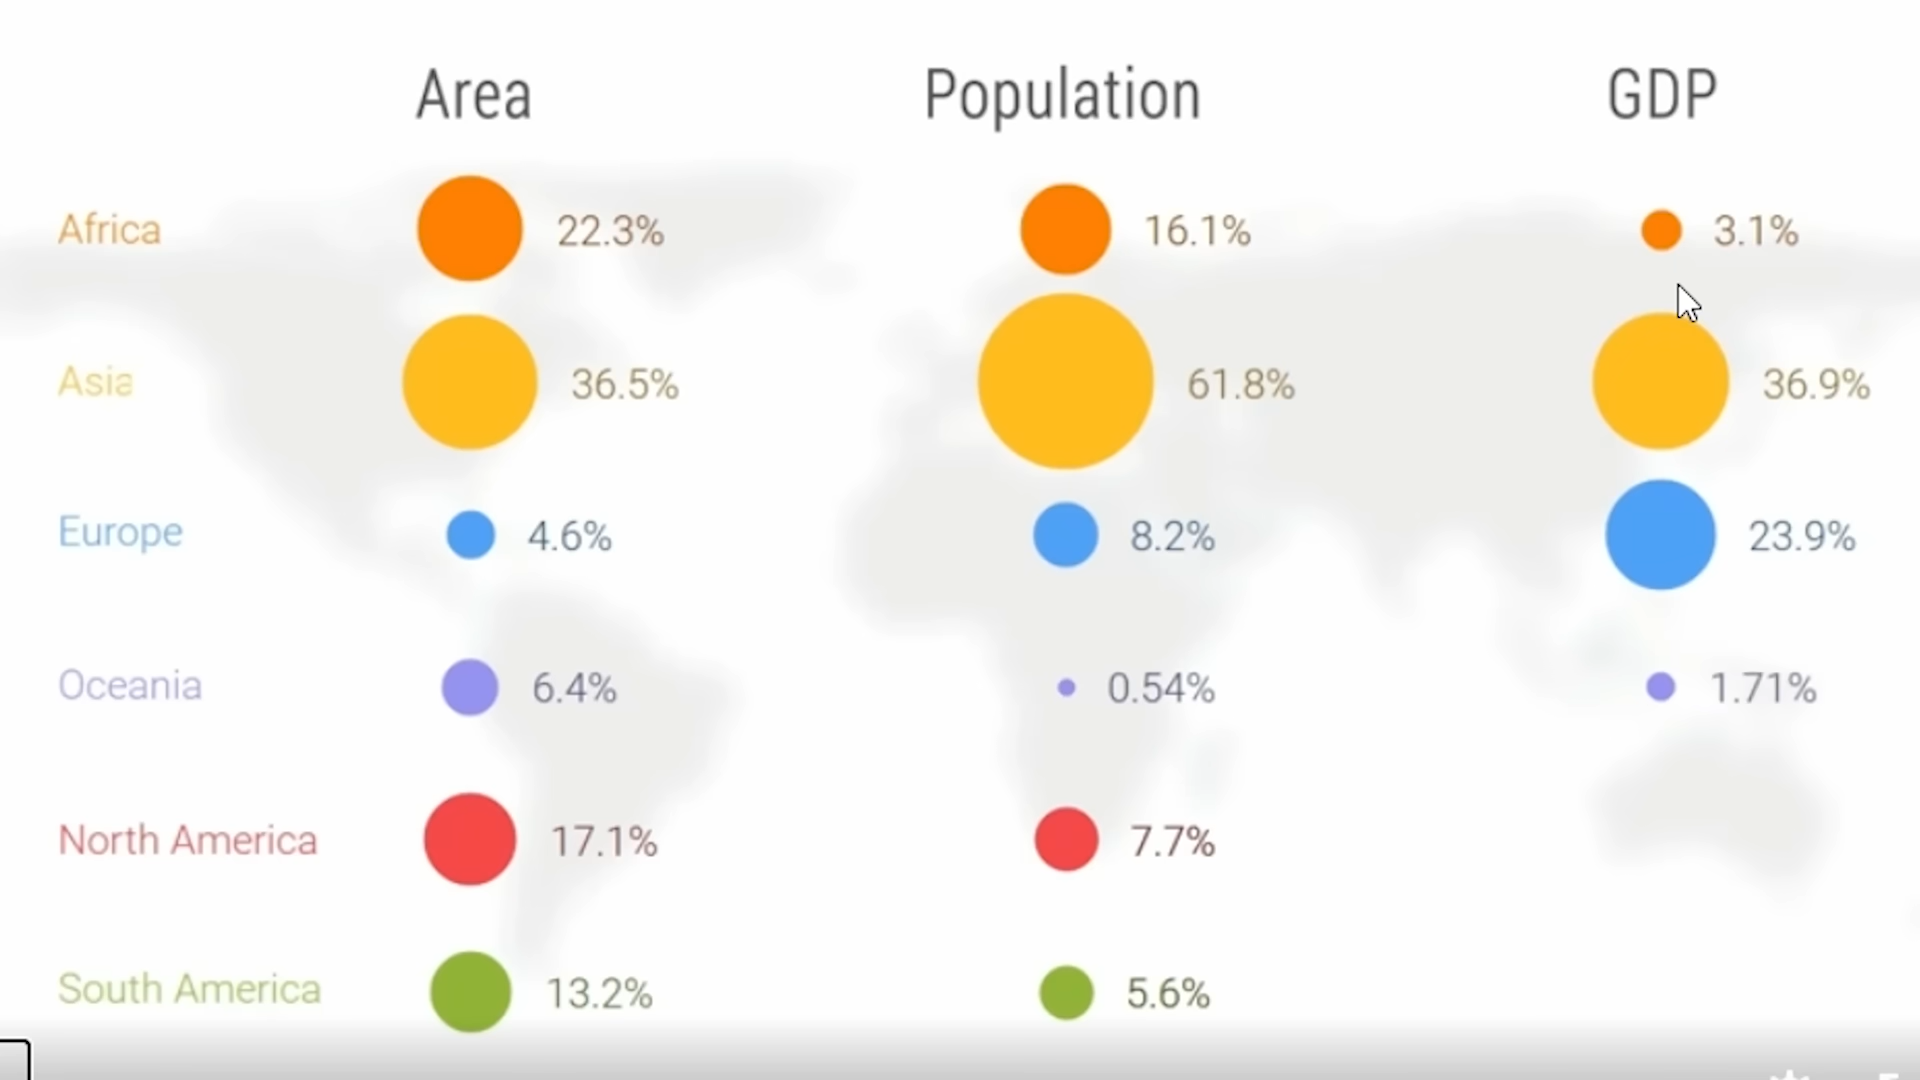 Area Population GDP
Africa 22.3% 16.1% 3.1%
Asia 36.5% 61.8% 36.9%
Europe 4.6% 8.2% 23.9%
Oceania 6.4% 0.54% 1.71%
North America 17.1% 7.7%
South America 13.2% 5.6%